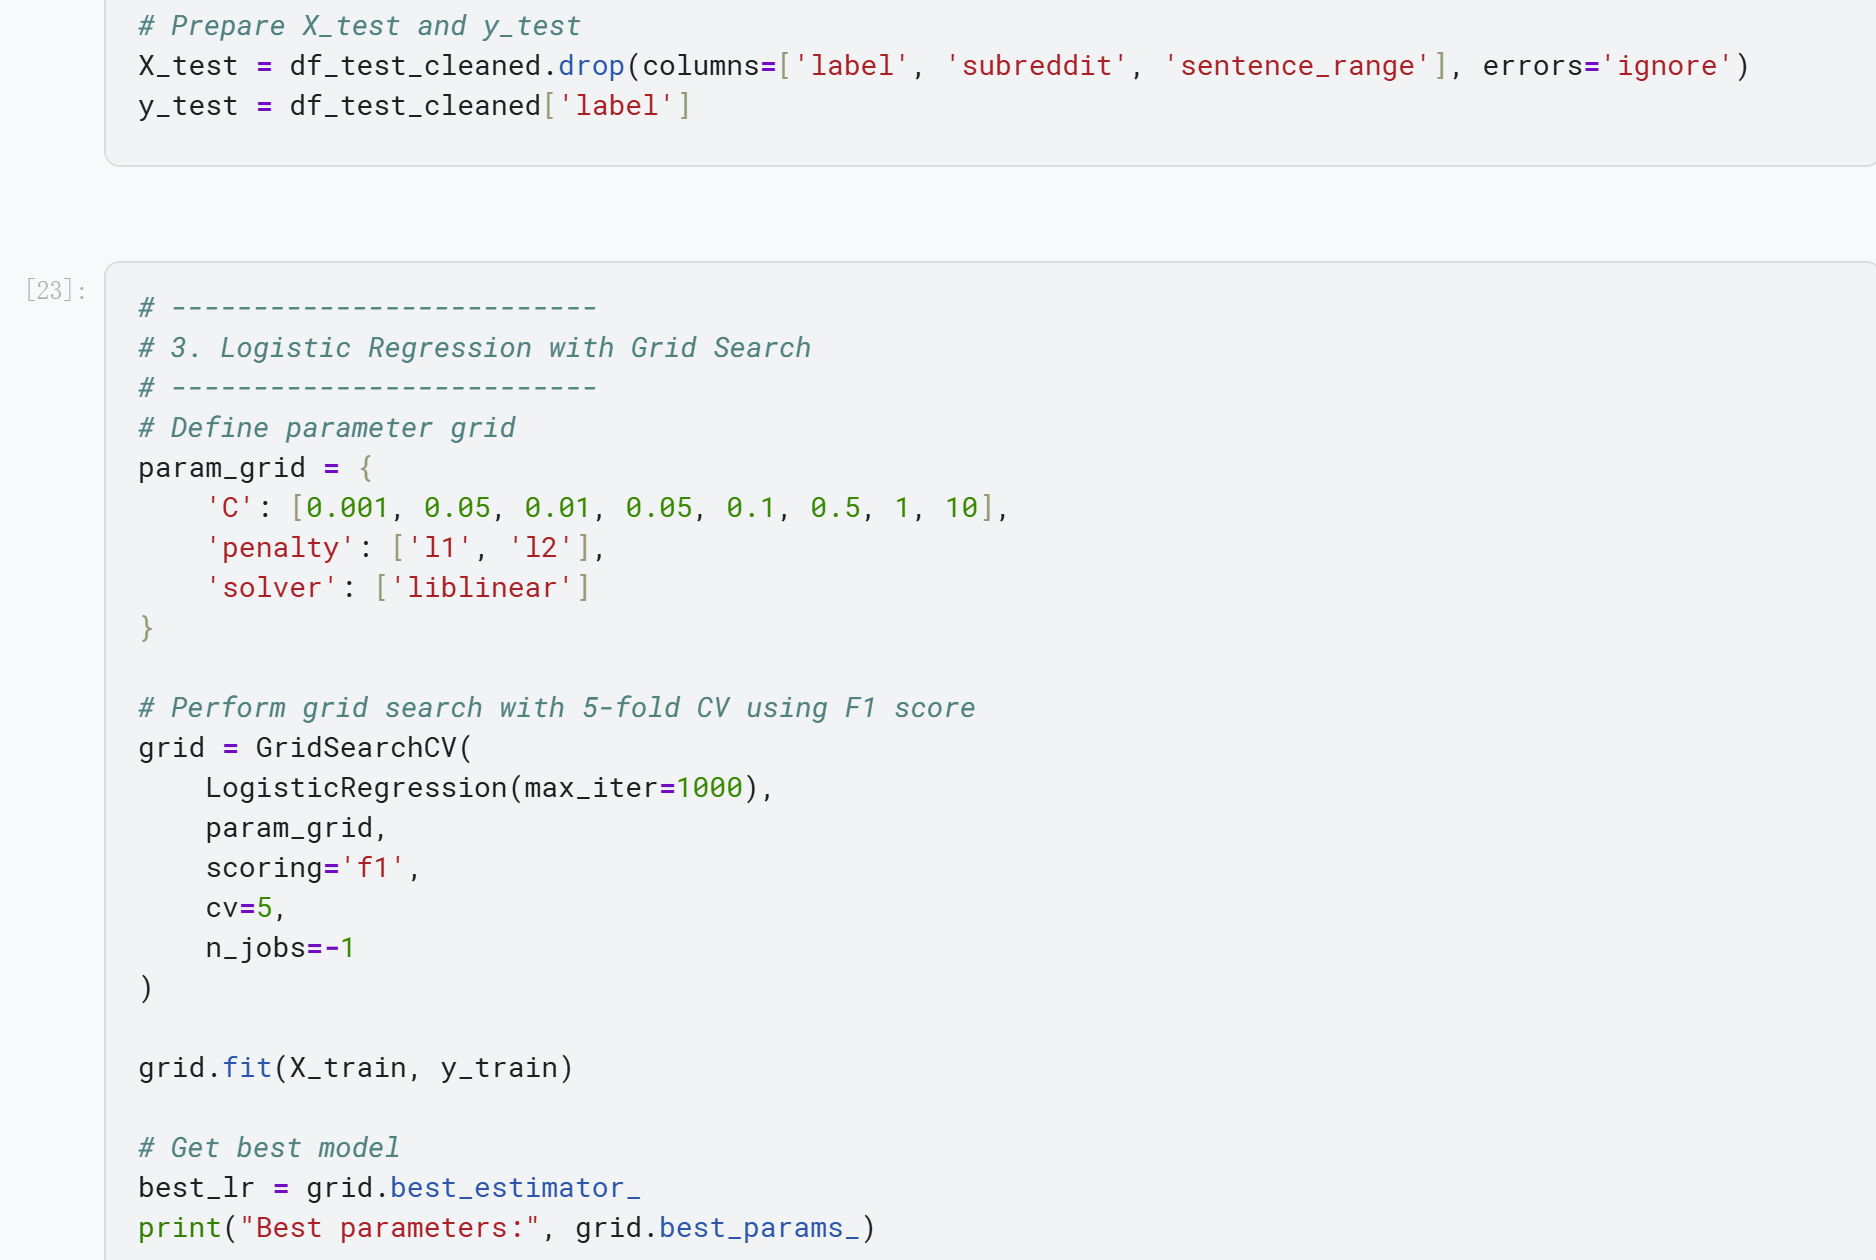 # Prepare X_test and y_test
X_test = df_test_cleaned.drop(columns=['label', 'subreddit', 'sentence_range'], errors='ignore')
y_test = df_test_cleaned['label']
[23]:
# --------------------------
# 3. Logistic Regression with Grid Search
# --------------------------
# Define parameter grid
param_grid = {
    'C': [0.001, 0.05, 0.01, 0.05, 0.1, 0.5, 1, 10],
    'penalty': ['l1', 'l2'],
    'solver': ['liblinear']
}
# Perform grid search with 5-fold CV using F1 score
grid = GridSearchCV(
    LogisticRegression(max_iter=1000),
    param_grid,
    scoring='f1',
    cv=5,
    n_jobs=-1
)
grid.fit(X_train, y_train)
# Get best model
best_lr = grid.best_estimator_
print("Best parameters:", grid.best_params_)